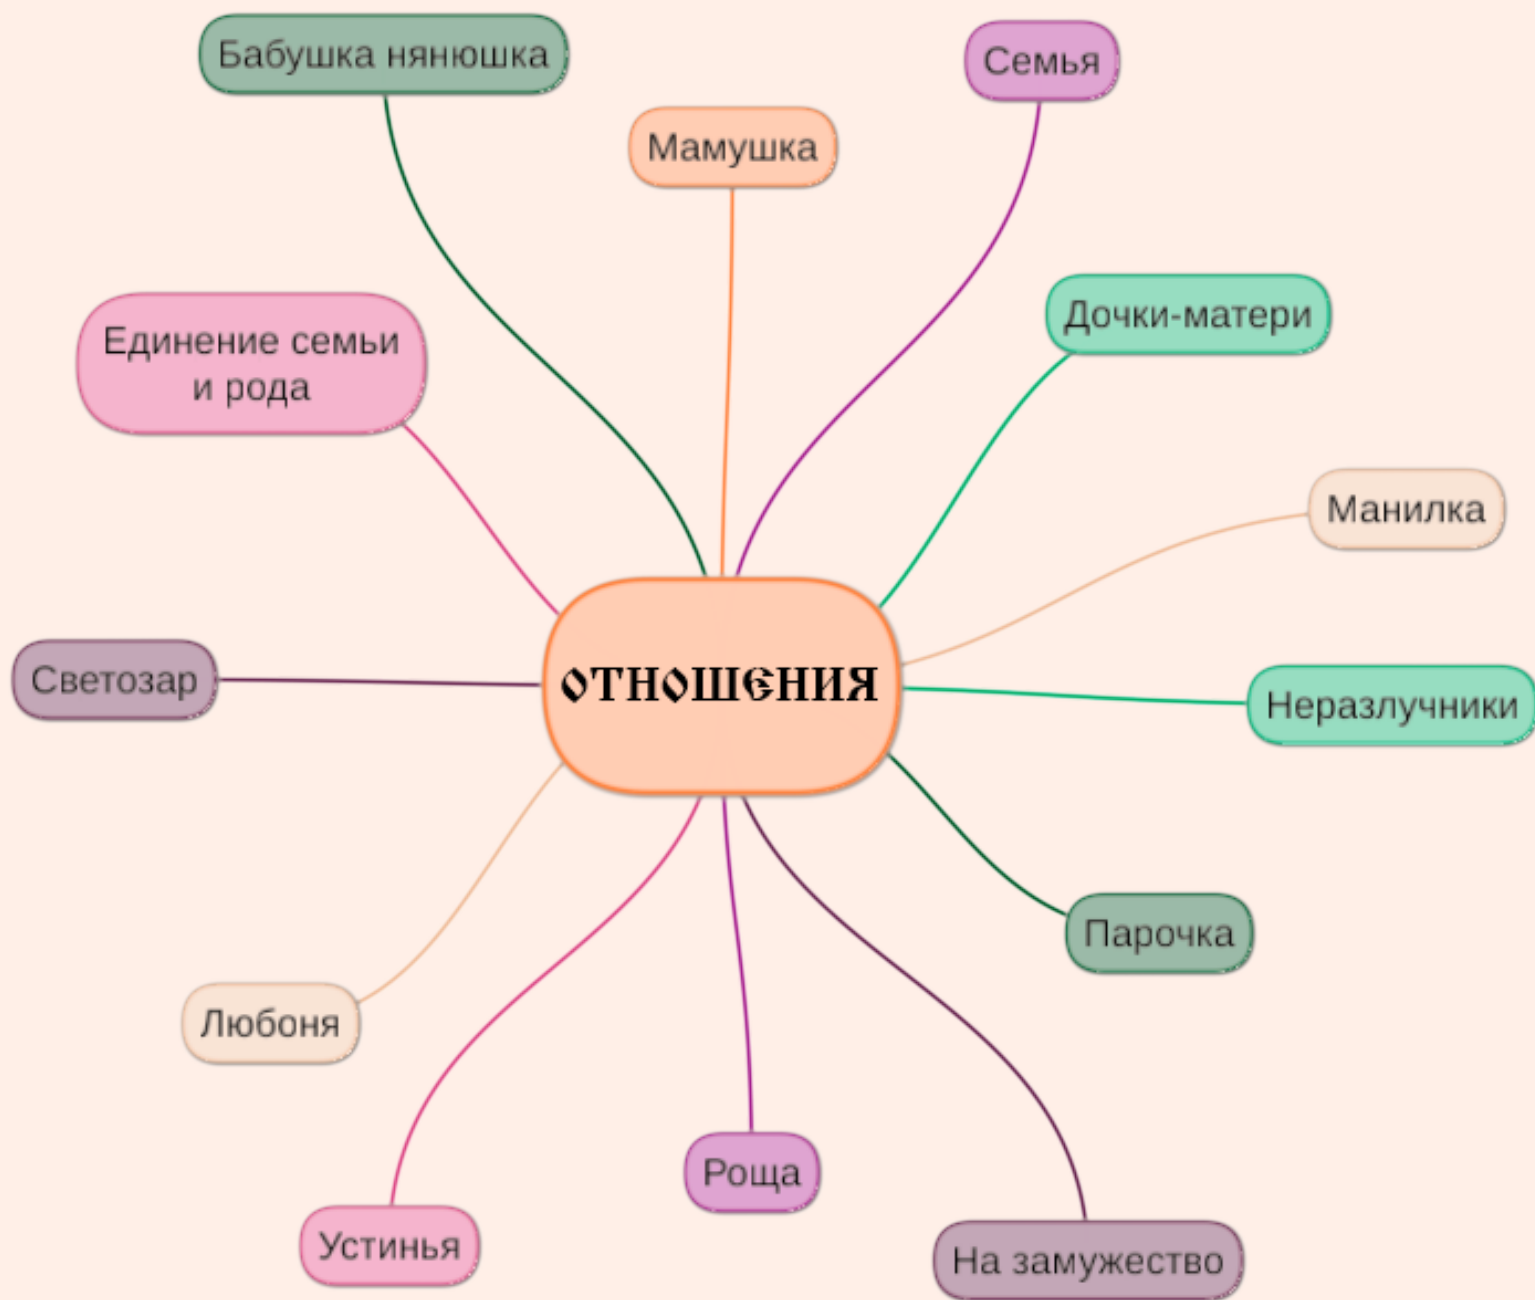 Бабушка нянюшка
Семья
Мамушка
Дочки-матери
Единение семьи
и рода
Манилка
Светозар
ОТНОШЕНИЯ
Неразлучники
Парочка
Любоня
Роща
Устинья
На замужество